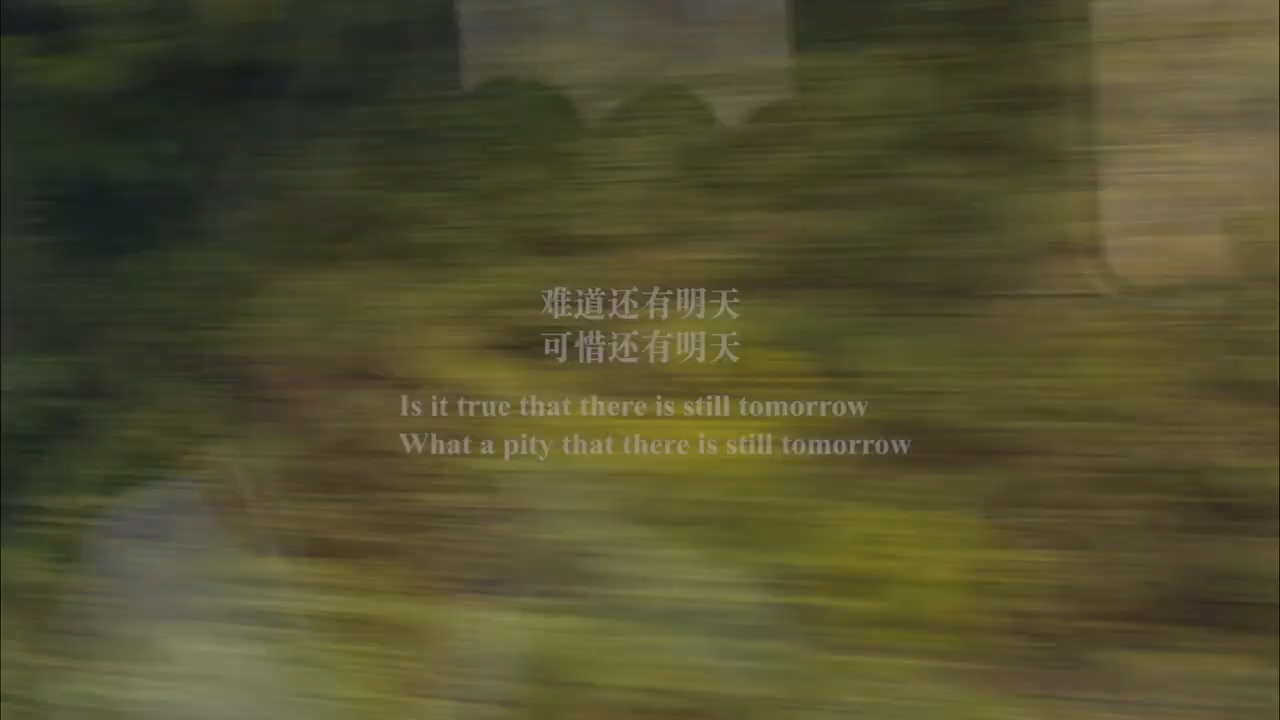 难道还有明天
可惜还有明天
Is it true that there is still tomorrow
What a pity that there is still tomorrow